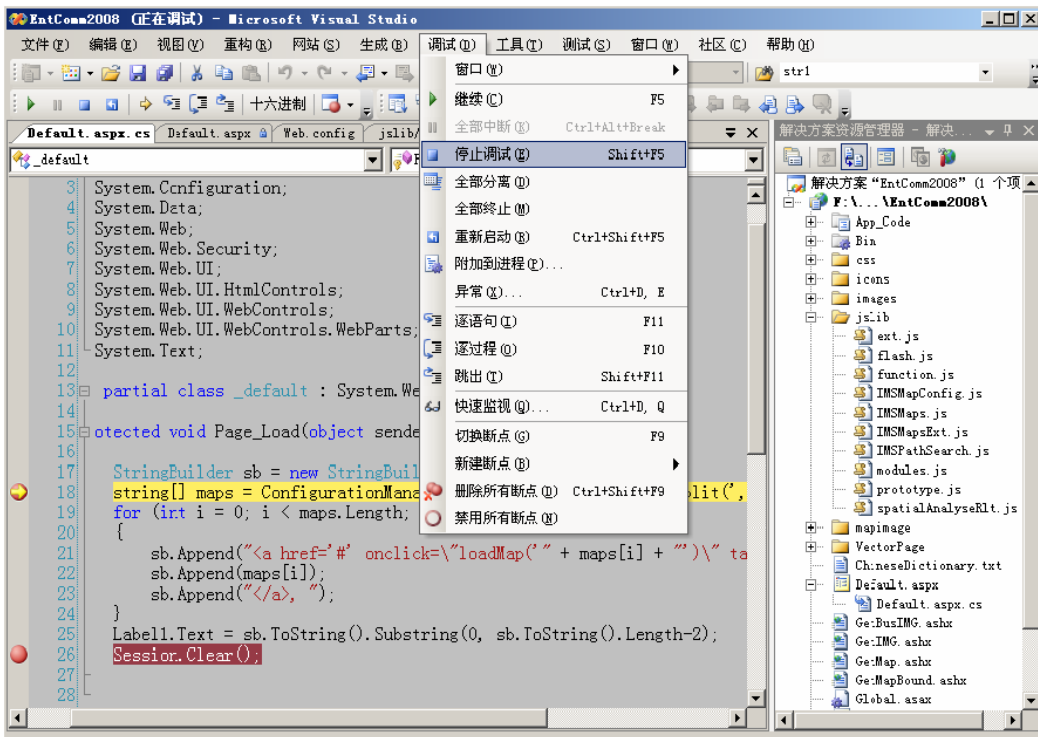 EntComm2008 (正在调试) - Microsoft Visual Studio
文件(F) 编辑(E) 视图(V) 重构(R) 网站(S) 生成(B) 调试(D) 工具(T) 测试(S) 窗口(W) 社区(C) 帮助(H)
str1
十六进制
Default.aspx.cs Default.aspx Web.config jslib/
_default
窗口(W)
继续(C) F5
全部中断(K) Ctrl+Alt+Break
停止调试(E) Shift+F5
全部分离(D)
全部终止(M)
重新启动(R) Ctrl+Shift+F5
附加到进程(P)...
异常(X)... Ctrl+D, E
逐语句(I) F11
逐过程(O) F10
跳出(T) Shift+F11
快速监视(Q)... Ctrl+D, Q
切换断点(G) F9
新建断点(B)
删除所有断点(D) Ctrl+Shift+F9
禁用所有断点(N)
3 System.Configuration;
4 System.Data;
5 System.Web;
6 System.Web.Security;
7 System.Web.UI;
8 System.Web.UI.HtmlControls;
9 System.Web.UI.WebControls;
10 System.Web.UI.WebControls.WebParts;
11 System.Text;
12
13 partial class _default : System.We
14
15 otected void Page_Load(object sende
16
17 StringBuilder sb = new StringBuil
18 string[] maps = ConfigurationMana lit(',
19 for (int i = 0; i < maps.Length;
20 {
21 sb.Append("<a href='#' onclick=\"loadMap('" + maps[i] + "')\" ta
22 sb.Append(maps[i]);
23 sb.Append("</a>, ");
24 }
25 Label1.Text = sb.ToString().Substring(0, sb.ToString().Length-2);
26 Session.Clear();
27
28
解决方案资源管理器 - 解决...
解决方案“EntComm2008”(1 个项
F:\...\EntComm2008\
App_Code
Bin
css
icons
images
jslib
ext.js
flash.js
function.js
IMSMapConfig.js
IMSMaps.js
IMSMapsExt.js
IMSPathSearch.js
modules.js
prototype.js
spatialAnalyseRlt.js
mapimage
VectorPage
ChineseDictionary.txt
Default.aspx
Default.aspx.cs
GetBusIMG.ashx
GetIMG.ashx
GetMap.ashx
GetMapBound.ashx
Global.asax